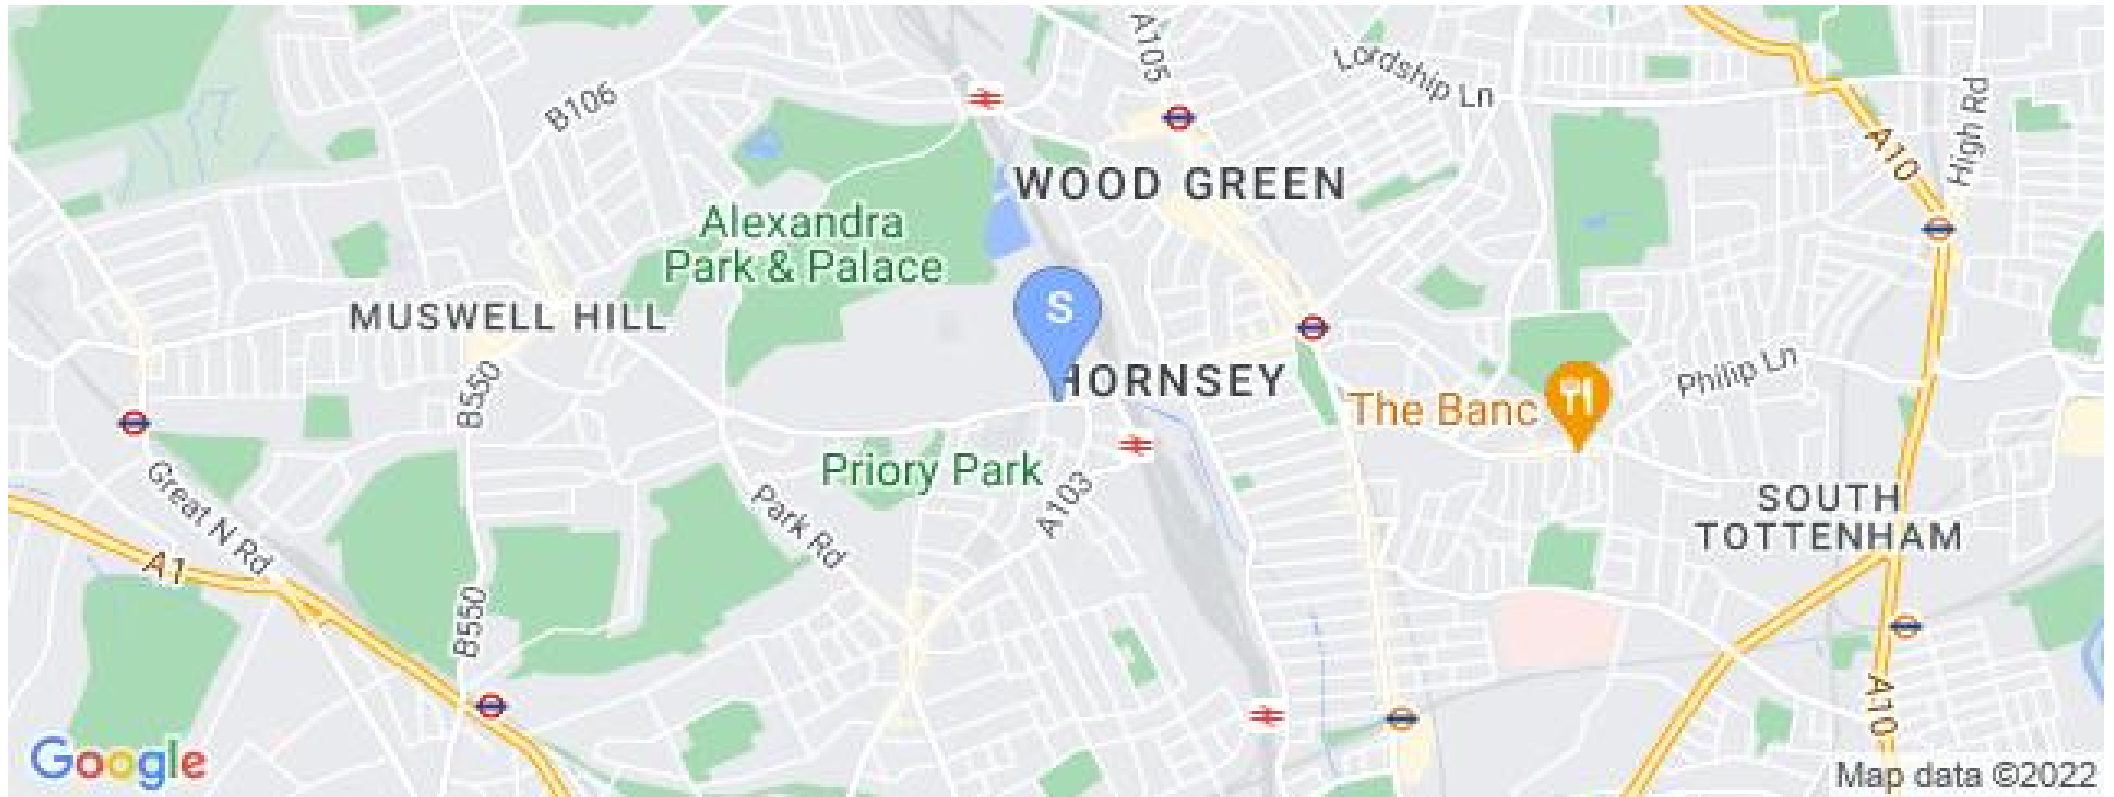 A105
Lordship Ln
B106
High Rd
A10
WOOD GREEN
Alexandra
Park & Palace
S
MUSWELL HILL
HORNSEY
B550
The Banc
Philip Ln
Priory Park
Great N Rd
Park Rd
A103
SOUTH
TOTTENHAM
A1
B550
A10
Google
Map data ©2022